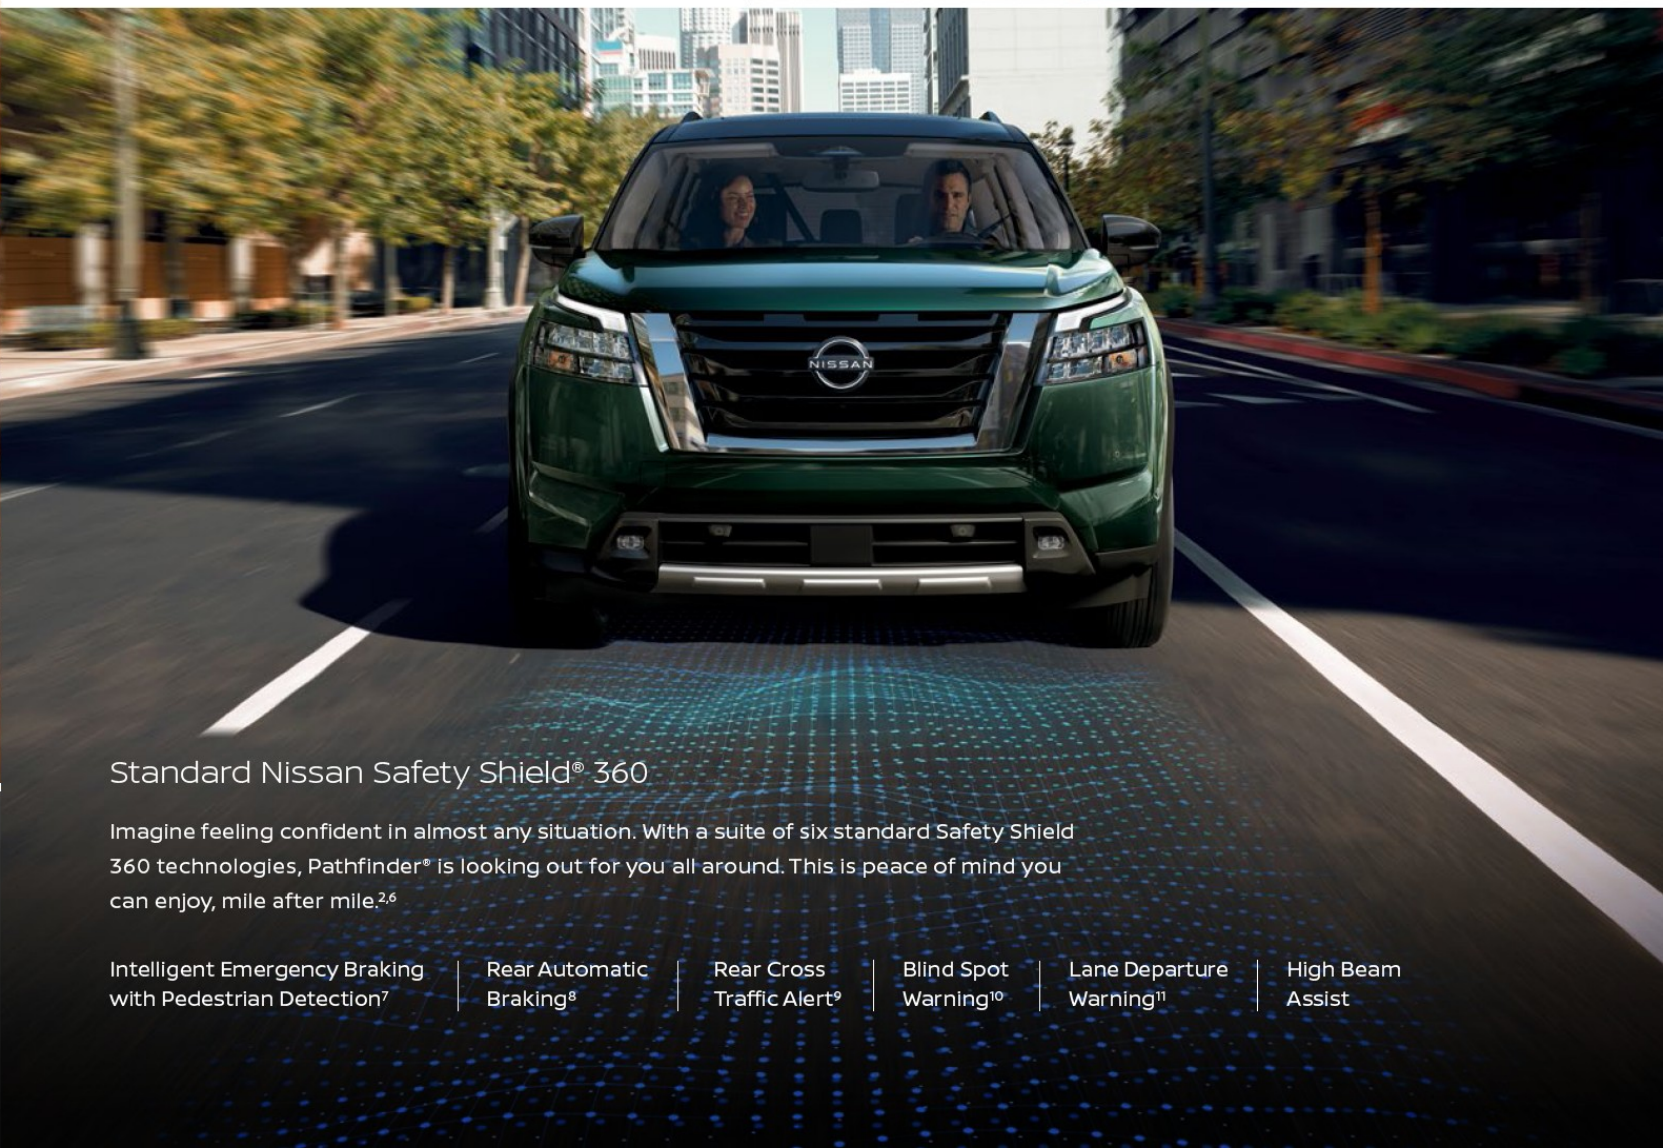 NISSAN
Standard Nissan Safety Shield® 360
Imagine feeling confident in almost any situation. With a suite of six standard Safety Shield
360 technologies, Pathfinder® is looking out for you all around. This is peace of mind you
can enjoy, mile after mile.²,⁶
Intelligent Emergency Braking
with Pedestrian Detection⁷
Rear Automatic
Braking⁸
Rear Cross
Traffic Alert⁹
Blind Spot
Warning¹⁰
Lane Departure
Warning¹¹
High Beam
Assist